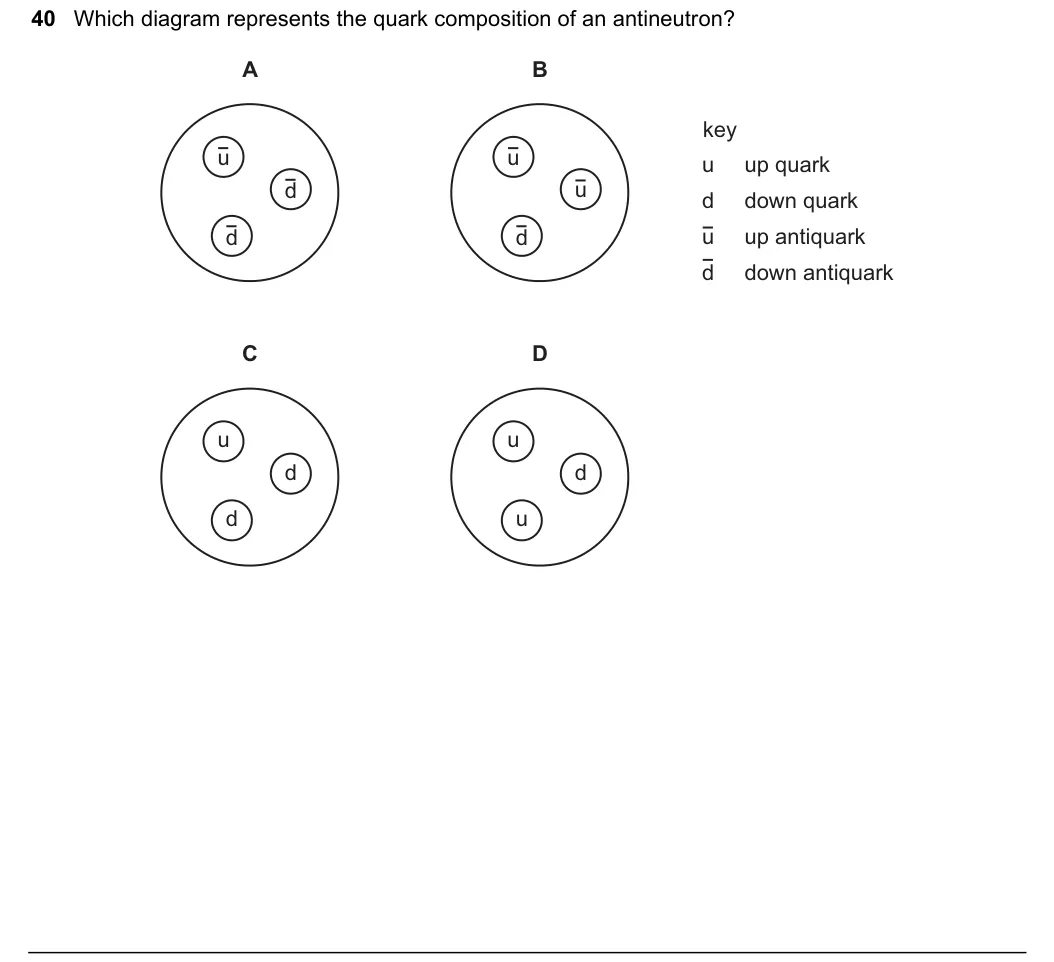 40 Which diagram represents the quark composition of an antineutron?
A
B
u̅
d̅
d̅
u̅
u̅
d̅
key
u up quark
d down quark
u̅ up antiquark
d̅ down antiquark
C
D
u
d
d
u
d
u